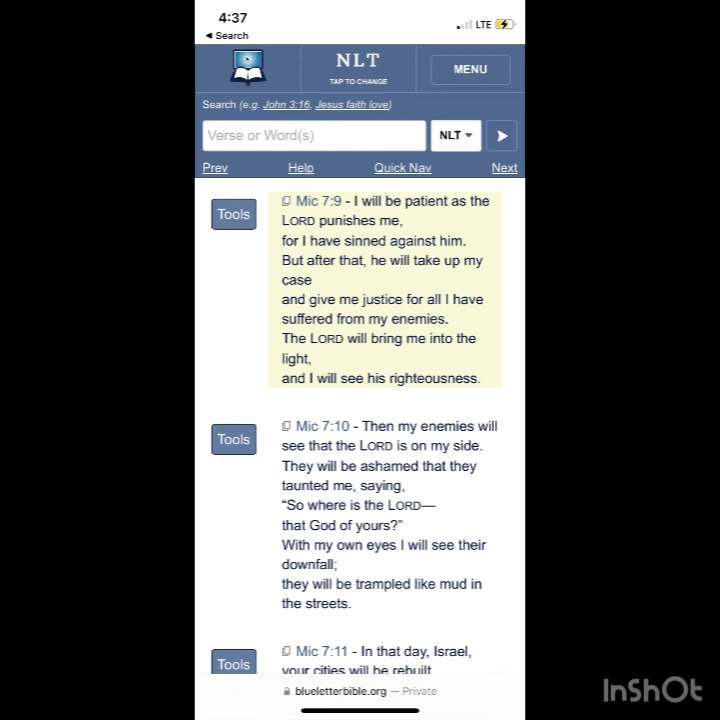 4:37
LTE
◀ Search
NLT
TAP TO CHANGE
MENU
Search (e.g. John 3:16, Jesus faith love)
Verse or Word(s)
NLT
Prev
Help
Quick Nav
Next
Tools
Mic 7:9 - I will be patient as the
LORD punishes me,
for I have sinned against him.
But after that, he will take up my
case
and give me justice for all I have
suffered from my enemies.
The LORD will bring me into the
light,
and I will see his righteousness.
Tools
Mic 7:10 - Then my enemies will
see that the LORD is on my side.
They will be ashamed that they
taunted me, saying,
“So where is the LORD—
that God of yours?”
With my own eyes I will see their
downfall;
they will be trampled like mud in
the streets.
Tools
Mic 7:11 - In that day, Israel,
your cities will be rebuilt
blueletterbible.org — Private
InShOt